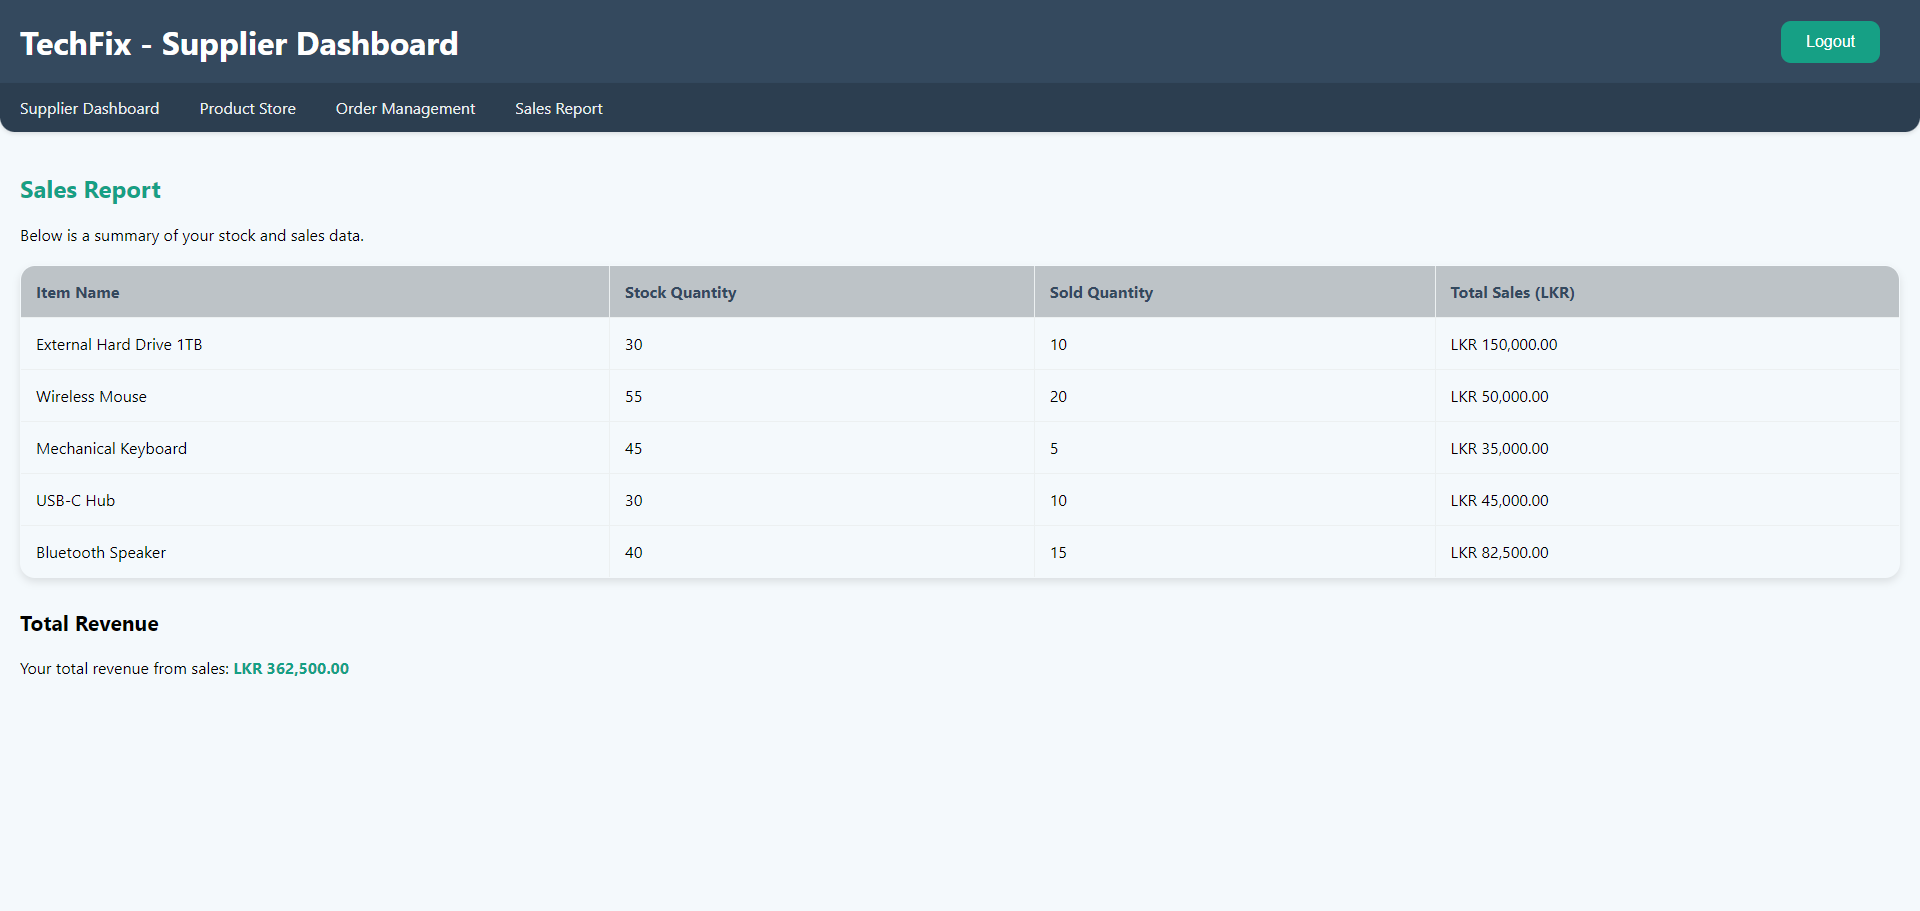 TechFix - Supplier Dashboard
Logout
Supplier Dashboard Product Store Order Management Sales Report
Sales Report
Below is a summary of your stock and sales data.
Item Name Stock Quantity Sold Quantity Total Sales (LKR)
External Hard Drive 1TB 30 10 LKR 150,000.00
Wireless Mouse 55 20 LKR 50,000.00
Mechanical Keyboard 45 5 LKR 35,000.00
USB-C Hub 30 10 LKR 45,000.00
Bluetooth Speaker 40 15 LKR 82,500.00
Total Revenue
Your total revenue from sales: LKR 362,500.00